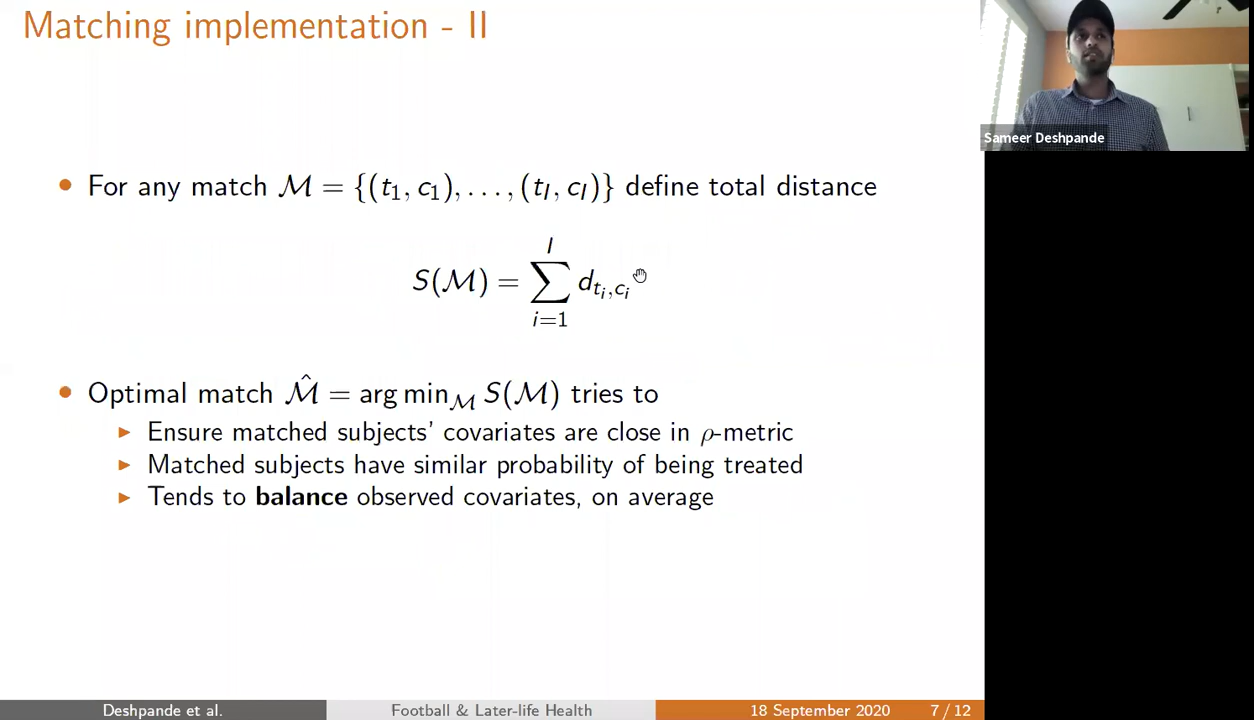 Matching implementation - II
Sameer Deshpande
• For any match ℳ = {(t₁, c₁), . . . , (t_I, c_I)} define total distance
S(ℳ) = ∑_{i=1}^{I} d_{t_i,c_i}
• Optimal match ℳ̂ = arg min_ℳ S(ℳ) tries to
▶ Ensure matched subjects' covariates are close in ρ-metric
▶ Matched subjects have similar probability of being treated
▶ Tends to balance observed covariates, on average
Deshpande et al. Football & Later-life Health 18 September 2020 7 / 12